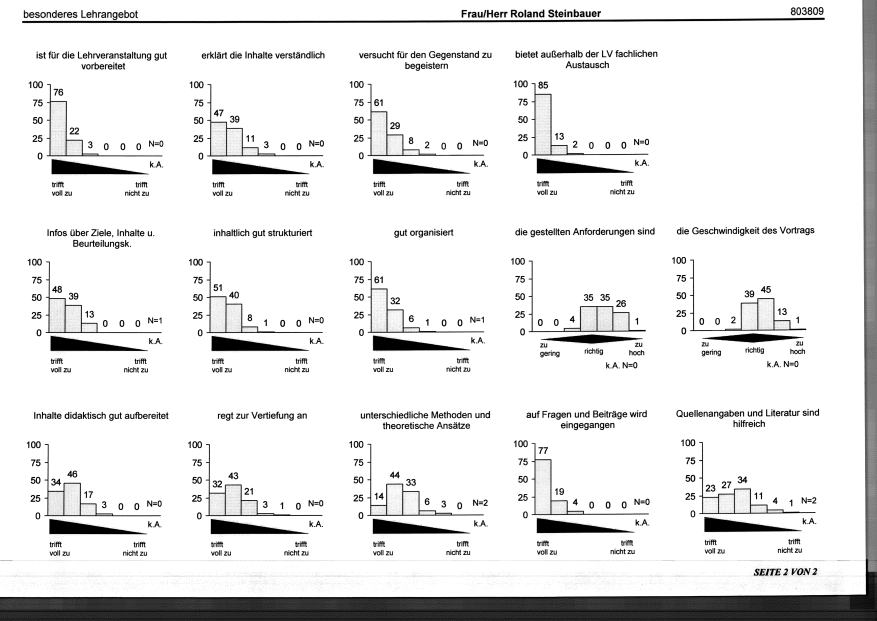 besonderes Lehrangebot
Frau/Herr Roland Steinbauer
803809
ist für die Lehrveranstaltung gut
vorbereitet
100
75
50
25
0
76
22
3
0
0
0
N=0
k.A.
trifft
voll zu
trifft
nicht zu
erklärt die Inhalte verständlich
100
75
50
25
0
47
39
11
3
0
0
N=0
k.A.
trifft
voll zu
trifft
nicht zu
versucht für den Gegenstand zu
begeistern
100
75
50
25
0
61
29
8
2
0
0
N=0
k.A.
trifft
voll zu
trifft
nicht zu
bietet außerhalb der LV fachlichen
Austausch
100
75
50
25
0
85
13
2
0
0
0
N=0
k.A.
trifft
voll zu
trifft
nicht zu
Infos über Ziele, Inhalte u.
Beurteilungsk.
100
75
50
25
0
48
39
13
0
0
0
N=1
k.A.
trifft
voll zu
trifft
nicht zu
inhaltlich gut strukturiert
100
75
50
25
0
51
40
8
1
0
0
N=0
k.A.
trifft
voll zu
trifft
nicht zu
gut organisiert
100
75
50
25
0
61
32
6
1
0
0
N=1
k.A.
trifft
voll zu
trifft
nicht zu
die gestellten Anforderungen sind
100
75
50
25
0
0
0
4
35
35
26
1
zu
gering
richtig
zu
hoch
k.A. N=0
die Geschwindigkeit des Vortrags
100
75
50
25
0
0
0
2
39
45
13
1
zu
gering
richtig
zu
hoch
k.A. N=0
Inhalte didaktisch gut aufbereitet
100
75
50
25
0
34
46
17
3
0
0
N=0
k.A.
trifft
voll zu
trifft
nicht zu
regt zur Vertiefung an
100
75
50
25
0
32
43
21
3
1
0
N=0
k.A.
trifft
voll zu
trifft
nicht zu
unterschiedliche Methoden und
theoretische Ansätze
100
75
50
25
0
14
44
33
6
3
0
N=2
k.A.
trifft
voll zu
trifft
nicht zu
auf Fragen und Beiträge wird
eingegangen
100
75
50
25
0
77
19
4
0
0
0
N=0
k.A.
trifft
voll zu
trifft
nicht zu
Quellenangaben und Literatur sind
hilfreich
100
75
50
25
0
23
27
34
11
4
1
N=2
k.A.
trifft
voll zu
trifft
nicht zu
SEITE 2 VON 2